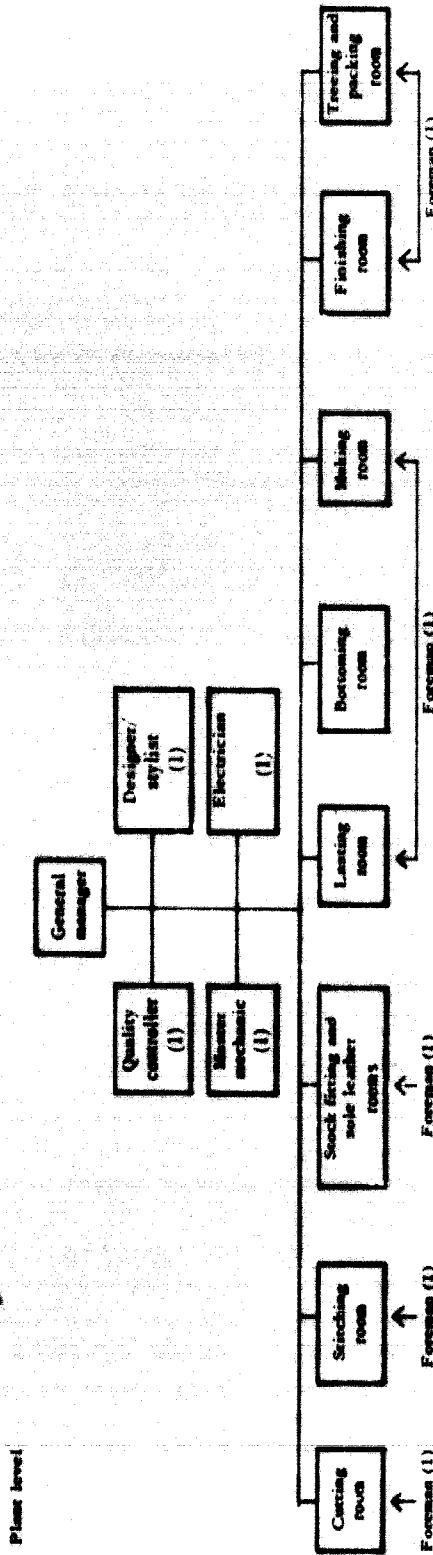 Plant level
General
manager
Quality
controller
(1)
Designer/
stylist
(1)
Master
mechanic
(1)
Electrician
(1)
Cutting
room
Stitching
room
Stock fitting and
sole leather
rooms
Lasting
room
Bottoming
room
Making
room
Finishing
room
Treeing and
packing
room
Foreman (1)
Foreman (1)
Foreman (1)
Foreman (1)
Foreman (1)